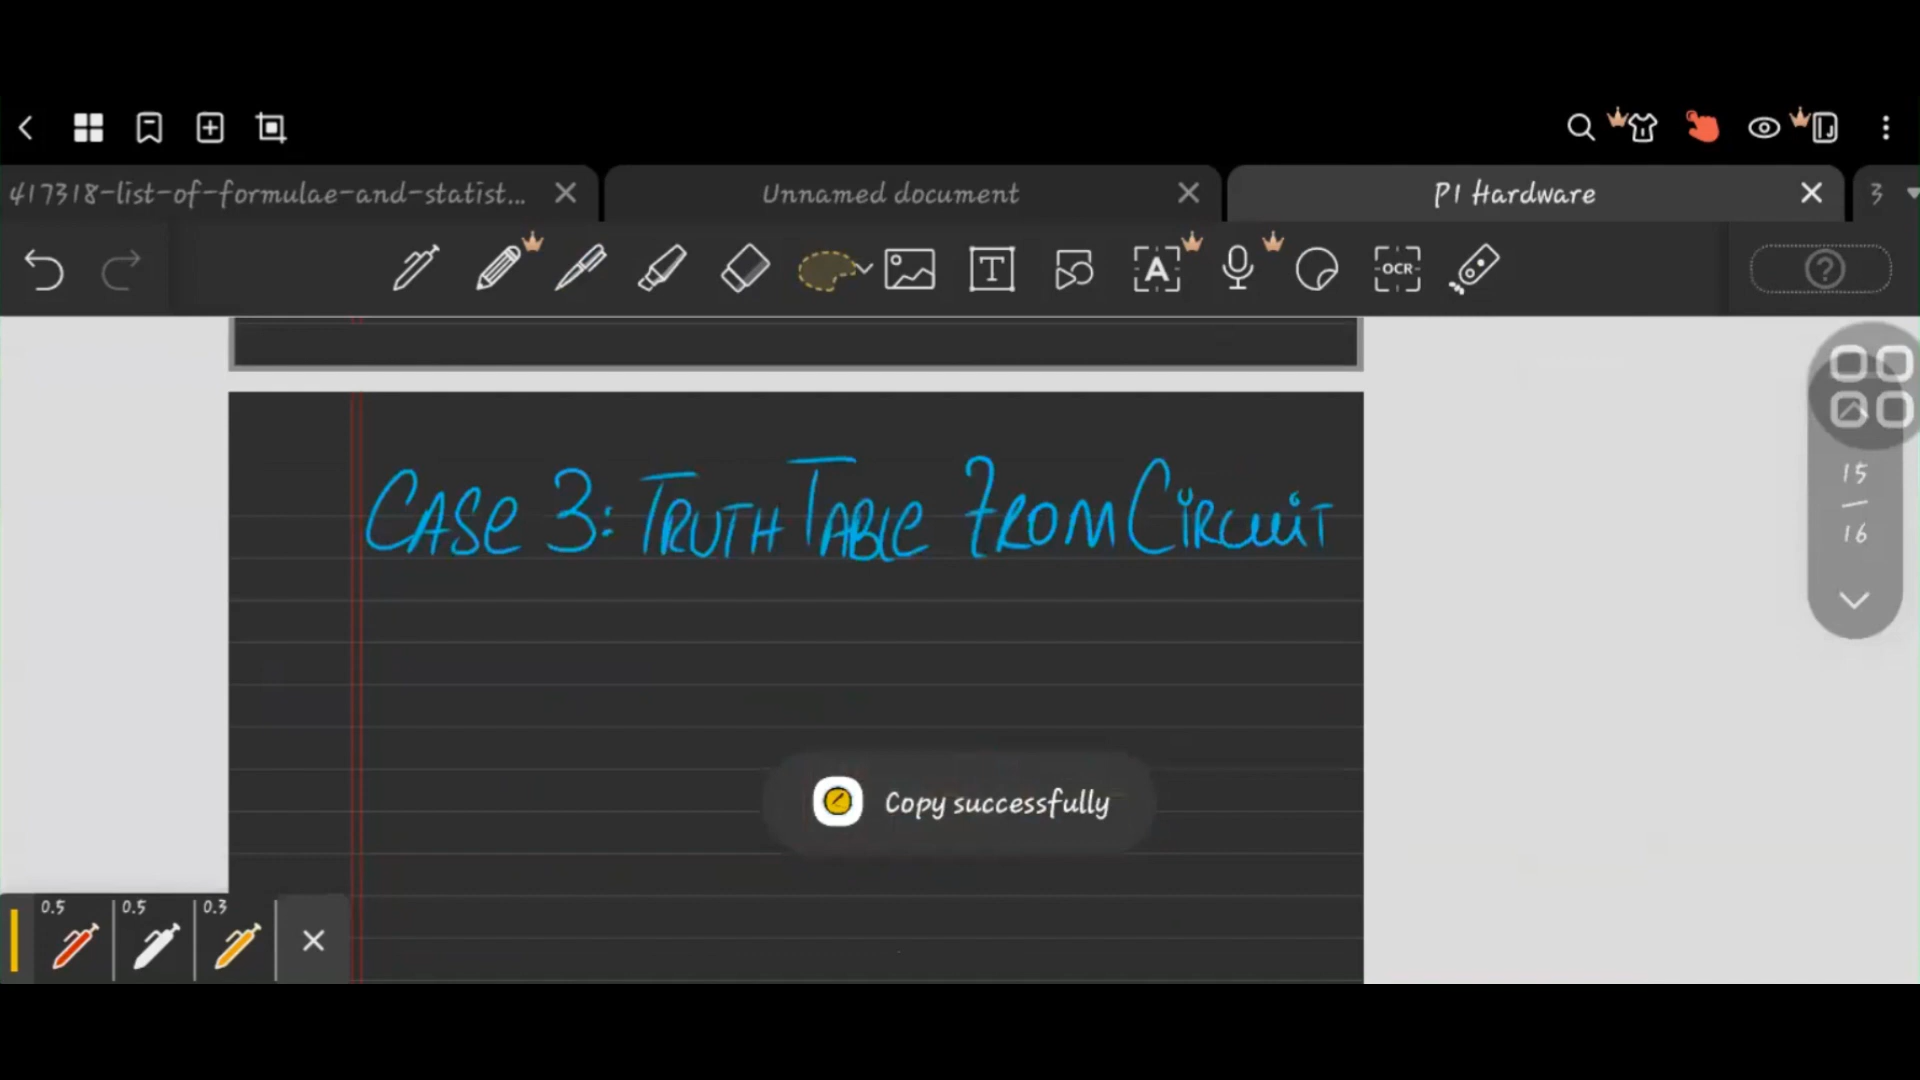 417318-list-of-formulae-and-statist...
Unnamed document
P1 Hardware
3
T
A
OCR
?
CASE 3: TRUTH TABLE FROM CIRCUIT
15
16
Copy successfully
0.5
0.5
0.3